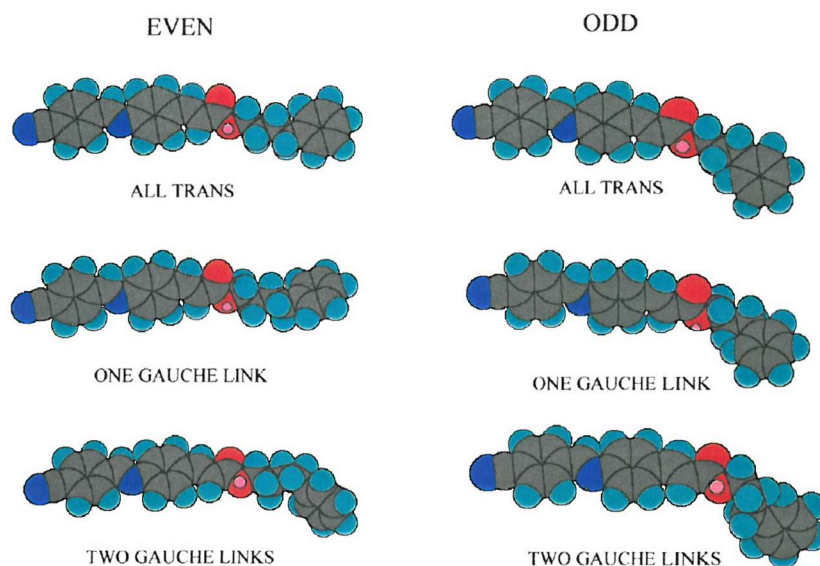 EVEN
ODD
ALL TRANS
ALL TRANS
ONE GAUCHE LINK
ONE GAUCHE LINK
TWO GAUCHE LINKS
TWO GAUCHE LINKS